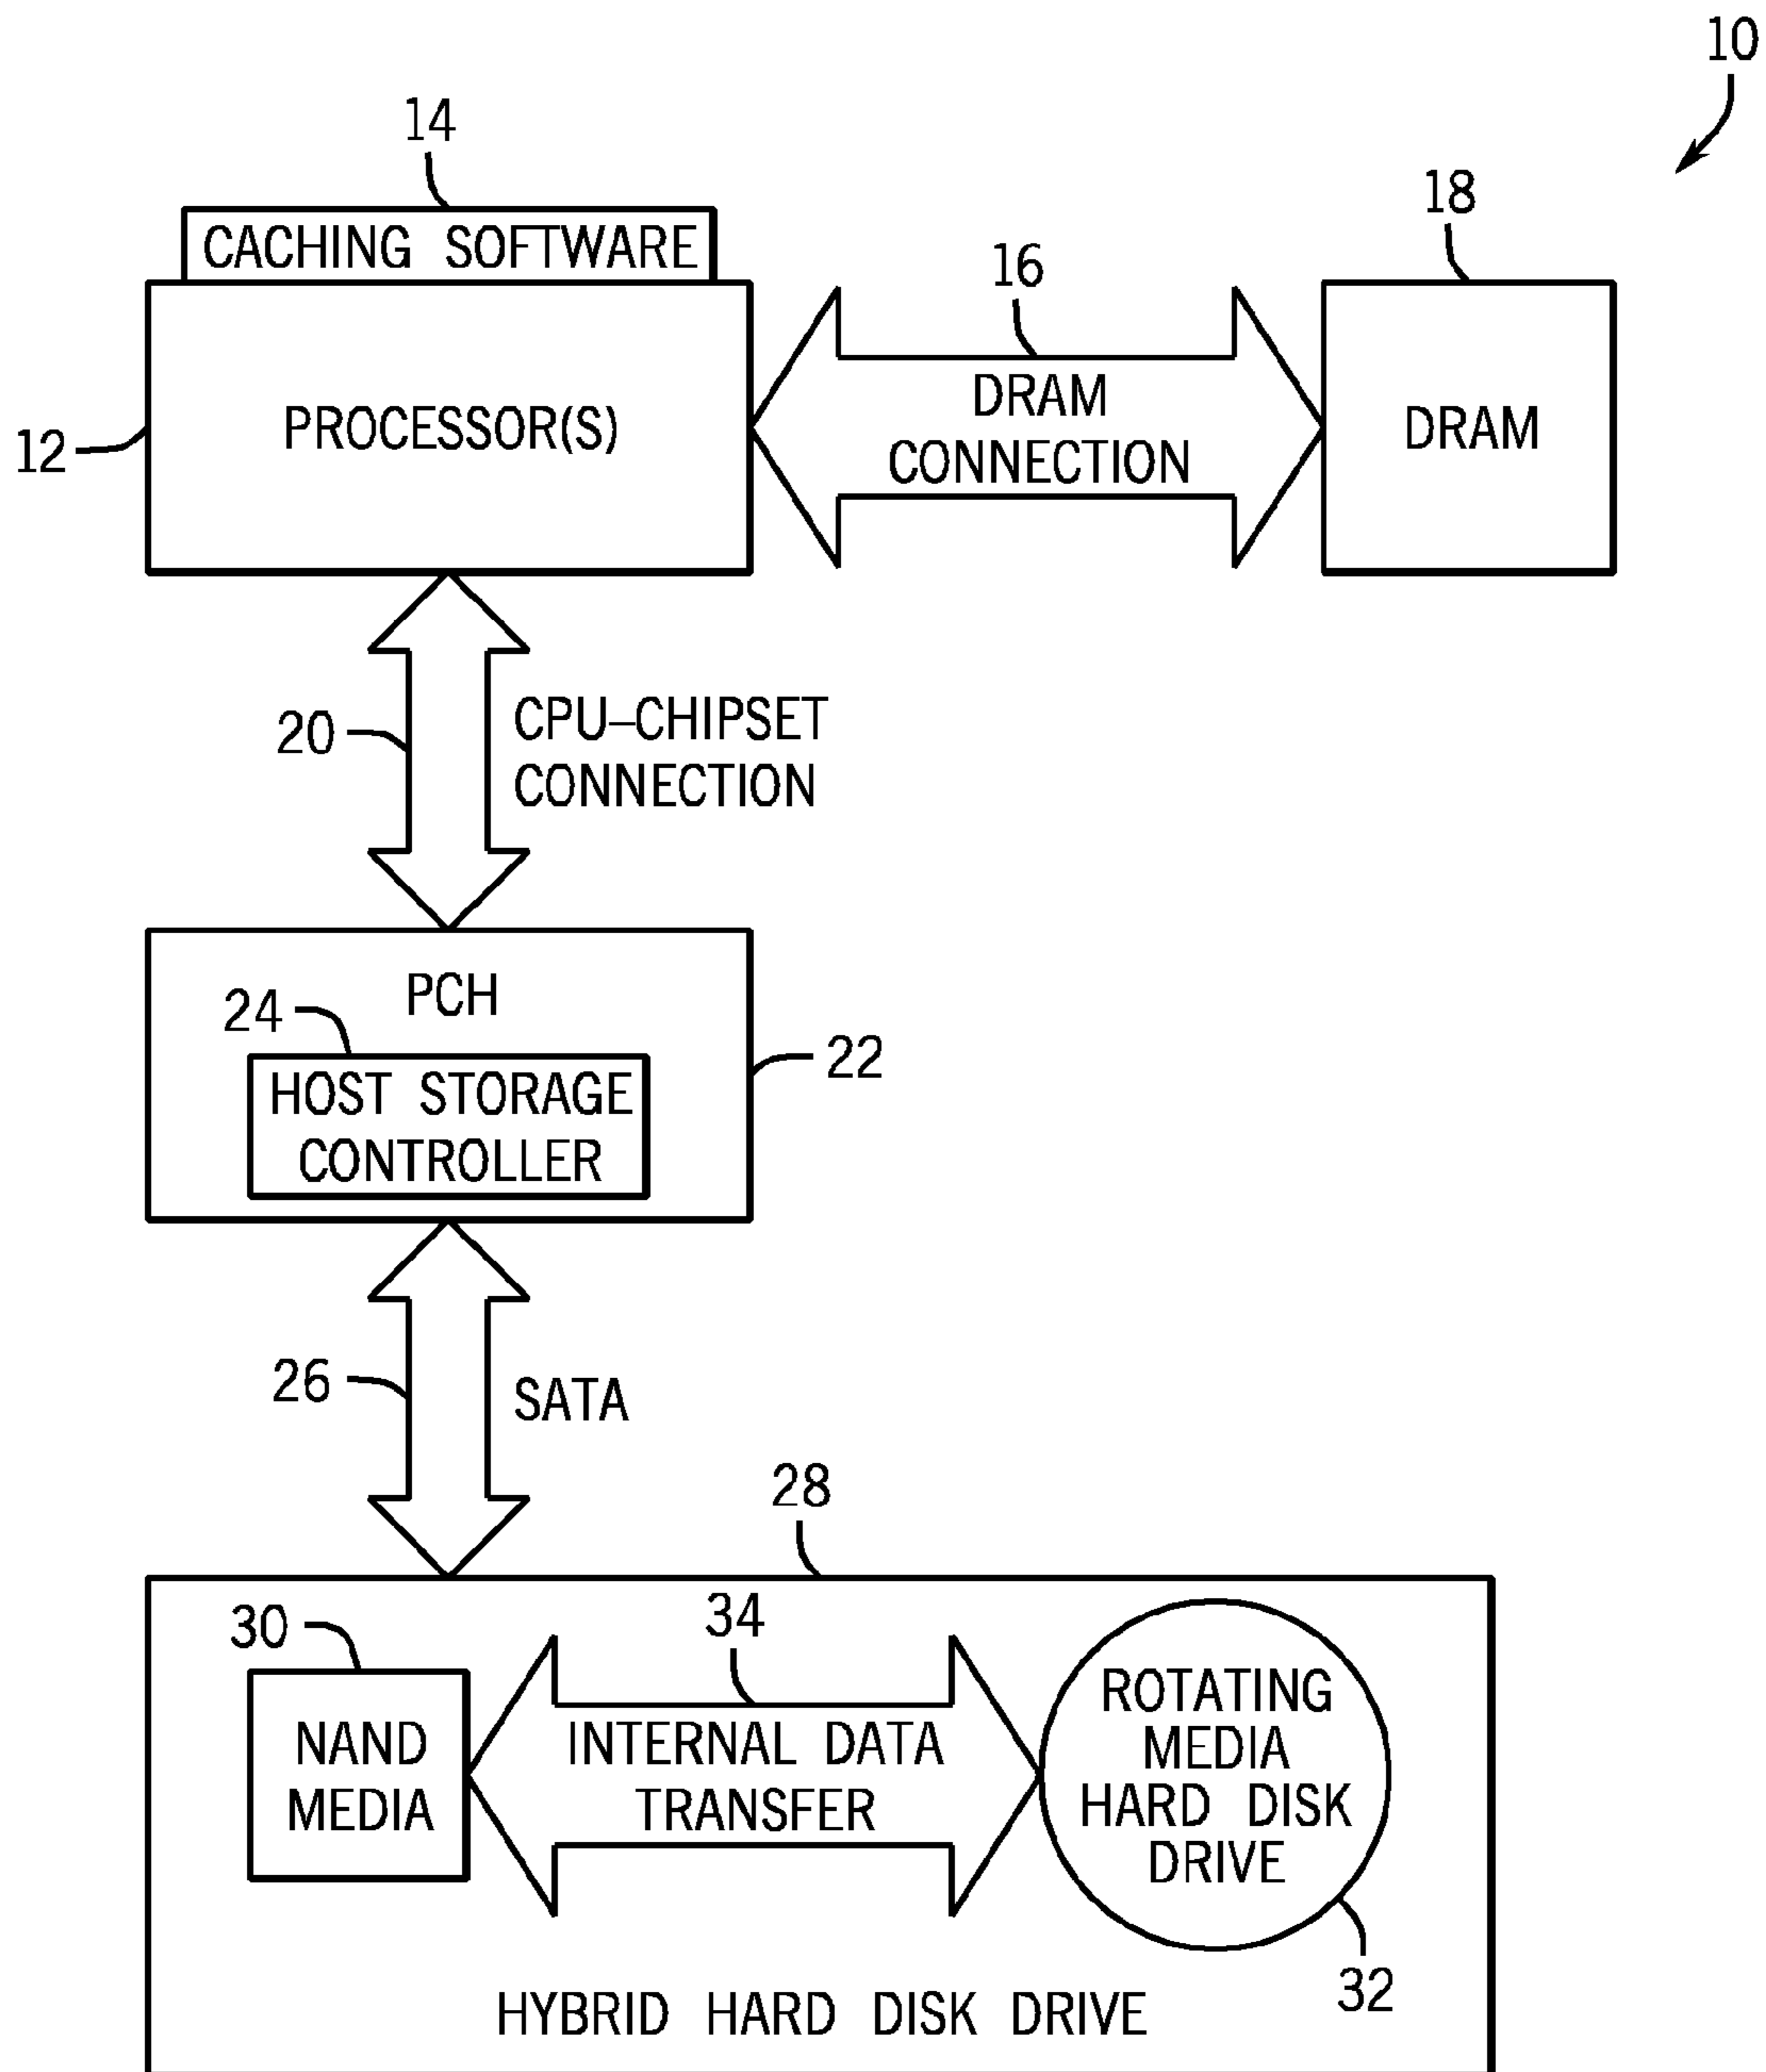 10
14
CACHING SOFTWARE
18
16
12
PROCESSOR(S)
DRAM
CONNECTION
DRAM
20
CPU–CHIPSET
CONNECTION
PCH
24
22
HOST STORAGE
CONTROLLER
26
SATA
28
30
34
NAND
MEDIA
INTERNAL DATA
TRANSFER
ROTATING
MEDIA
HARD DISK
DRIVE
32
HYBRID HARD DISK DRIVE